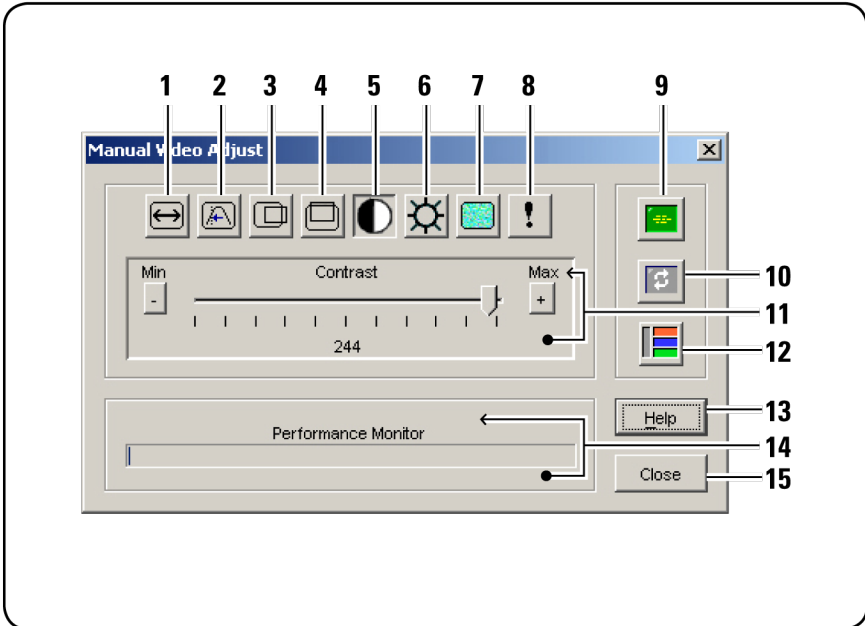 1 2 3 4 5 6 7 8 9
Manual Video Adjust
Min Contrast Max
- +
244
10
11
12
Help 13
Performance Monitor
14
Close 15